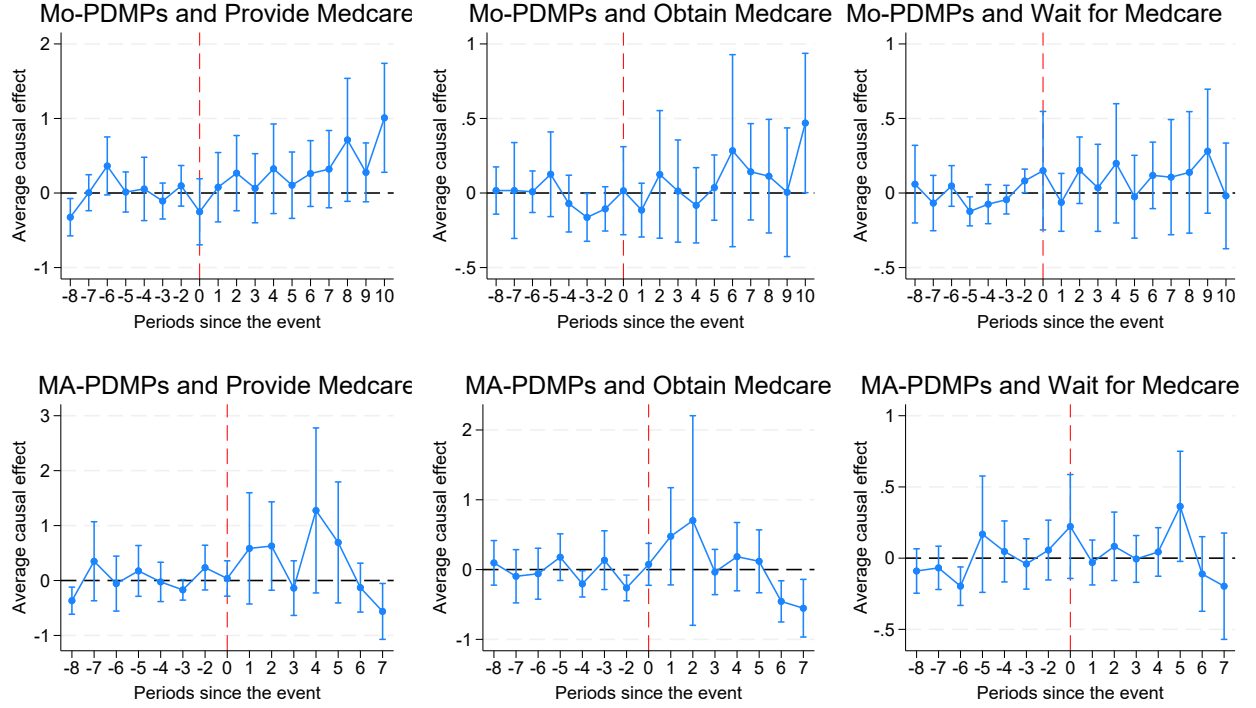 Mo-PDMPs and Provide Medcare
Average causal effect
2
1
0
-1
-8 -7 -6 -5 -4 -3 -2 0 1 2 3 4 5 6 7 8 9 10
Periods since the event
Mo-PDMPs and Obtain Medcare
Average causal effect
1
.5
0
-.5
-8 -7 -6 -5 -4 -3 -2 0 1 2 3 4 5 6 7 8 9 10
Periods since the event
Mo-PDMPs and Wait for Medcare
Average causal effect
1
.5
0
-.5
-8 -7 -6 -5 -4 -3 -2 0 1 2 3 4 5 6 7 8 9 10
Periods since the event
MA-PDMPs and Provide Medcare
Average causal effect
3
2
1
0
-1
-8 -7 -6 -5 -4 -3 -2 0 1 2 3 4 5 6 7
Periods since the event
MA-PDMPs and Obtain Medcare
Average causal effect
2
1
0
-1
-8 -7 -6 -5 -4 -3 -2 0 1 2 3 4 5 6 7
Periods since the event
MA-PDMPs and Wait for Medcare
Average causal effect
1
.5
0
-.5
-8 -7 -6 -5 -4 -3 -2 0 1 2 3 4 5 6 7
Periods since the event